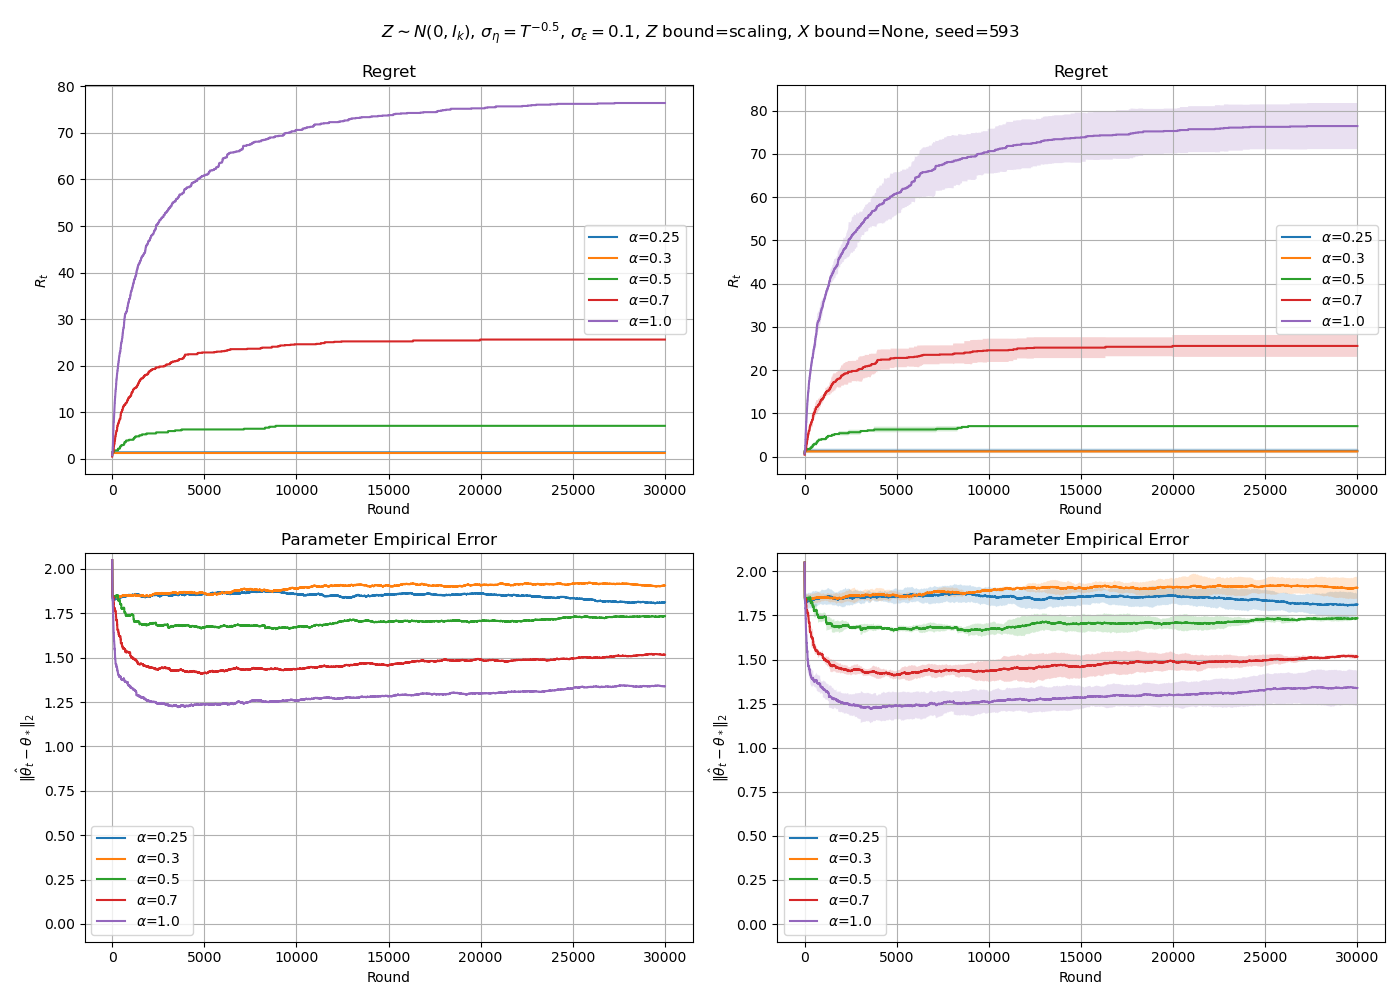 Z ∼ N(0, I_k), σ_η = T^{−0.5}, σ_ε = 0.1, Z bound=scaling, X bound=None, seed=593
Regret
R_t
80
70
60
50
40
30
20
10
0
0 5000 10000 15000 20000 25000 30000
Round
α=0.25
α=0.3
α=0.5
α=0.7
α=1.0
Regret
R_t
80
70
60
50
40
30
20
10
0
0 5000 10000 15000 20000 25000 30000
Round
α=0.25
α=0.3
α=0.5
α=0.7
α=1.0
Parameter Empirical Error
‖θ̂_t − θ_*‖_2
2.00
1.75
1.50
1.25
1.00
0.75
0.50
0.25
0.00
0 5000 10000 15000 20000 25000 30000
Round
α=0.25
α=0.3
α=0.5
α=0.7
α=1.0
Parameter Empirical Error
‖θ̂_t − θ_*‖_2
2.00
1.75
1.50
1.25
1.00
0.75
0.50
0.25
0.00
0 5000 10000 15000 20000 25000 30000
Round
α=0.25
α=0.3
α=0.5
α=0.7
α=1.0